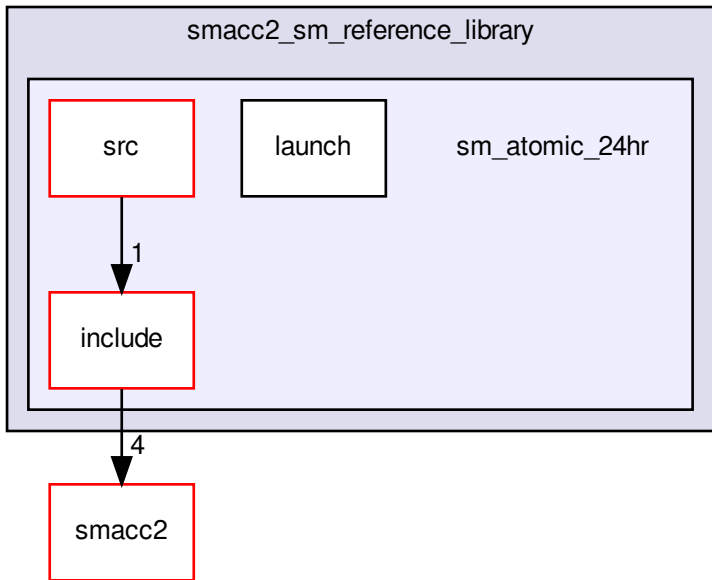 smacc2_sm_reference_library
src
launch
sm_atomic_24hr
1
include
4
smacc2